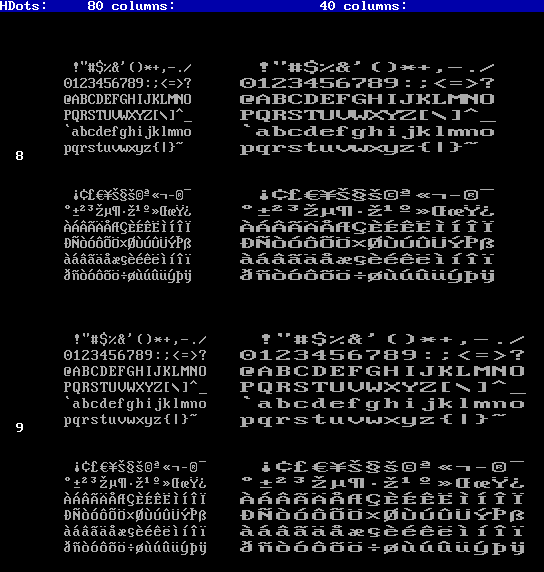 HDots: 80 columns: 40 columns:
!"#$%&'()*+,-./ !"#$%&'()*+,-./
0123456789:;<=>? 0123456789:;<=>?
@ABCDEFGHIJKLMNO @ABCDEFGHIJKLMNO
PQRSTUVWXYZ[\]^_ PQRSTUVWXYZ[\]^_
`abcdefghijklmno `abcdefghijklmno
pqrstuvwxyz{|}~ pqrstuvwxyz{|}~
8
¡¢£€¥Š§š©ª«¬-®¯ ¡¢£€¥Š§š©ª«¬-®¯
°±²³Žµ¶·ž¹º»ŒœŸ¿ °±²³Žµ¶·ž¹º»ŒœŸ¿
ÀÁÂÃÄÅÆÇÈÉÊËÌÍÎÏ ÀÁÂÃÄÅÆÇÈÉÊËÌÍÎÏ
ÐÑÒÓÔÕÖ×ØÙÚÛÜÝÞß ÐÑÒÓÔÕÖ×ØÙÚÛÜÝÞß
àáâãäåæçèéêëìíîï àáâãäåæçèéêëìíîï
ðñòóôõö÷øùúûüýþÿ ðñòóôõö÷øùúûüýþÿ
!"#$%&'()*+,-./ !"#$%&'()*+,-./
0123456789:;<=>? 0123456789:;<=>?
@ABCDEFGHIJKLMNO @ABCDEFGHIJKLMNO
PQRSTUVWXYZ[\]^_ PQRSTUVWXYZ[\]^_
`abcdefghijklmno `abcdefghijklmno
pqrstuvwxyz{|}~ pqrstuvwxyz{|}~
9
¡¢£€¥Š§š©ª«¬-®¯ ¡¢£€¥Š§š©ª«¬-®¯
°±²³Žµ¶·ž¹º»ŒœŸ¿ °±²³Žµ¶·ž¹º»ŒœŸ¿
ÀÁÂÃÄÅÆÇÈÉÊËÌÍÎÏ ÀÁÂÃÄÅÆÇÈÉÊËÌÍÎÏ
ÐÑÒÓÔÕÖ×ØÙÚÛÜÝÞß ÐÑÒÓÔÕÖ×ØÙÚÛÜÝÞß
àáâãäåæçèéêëìíîï àáâãäåæçèéêëìíîï
ðñòóôõö÷øùúûüýþÿ ðñòóôõö÷øùúûüýþÿ